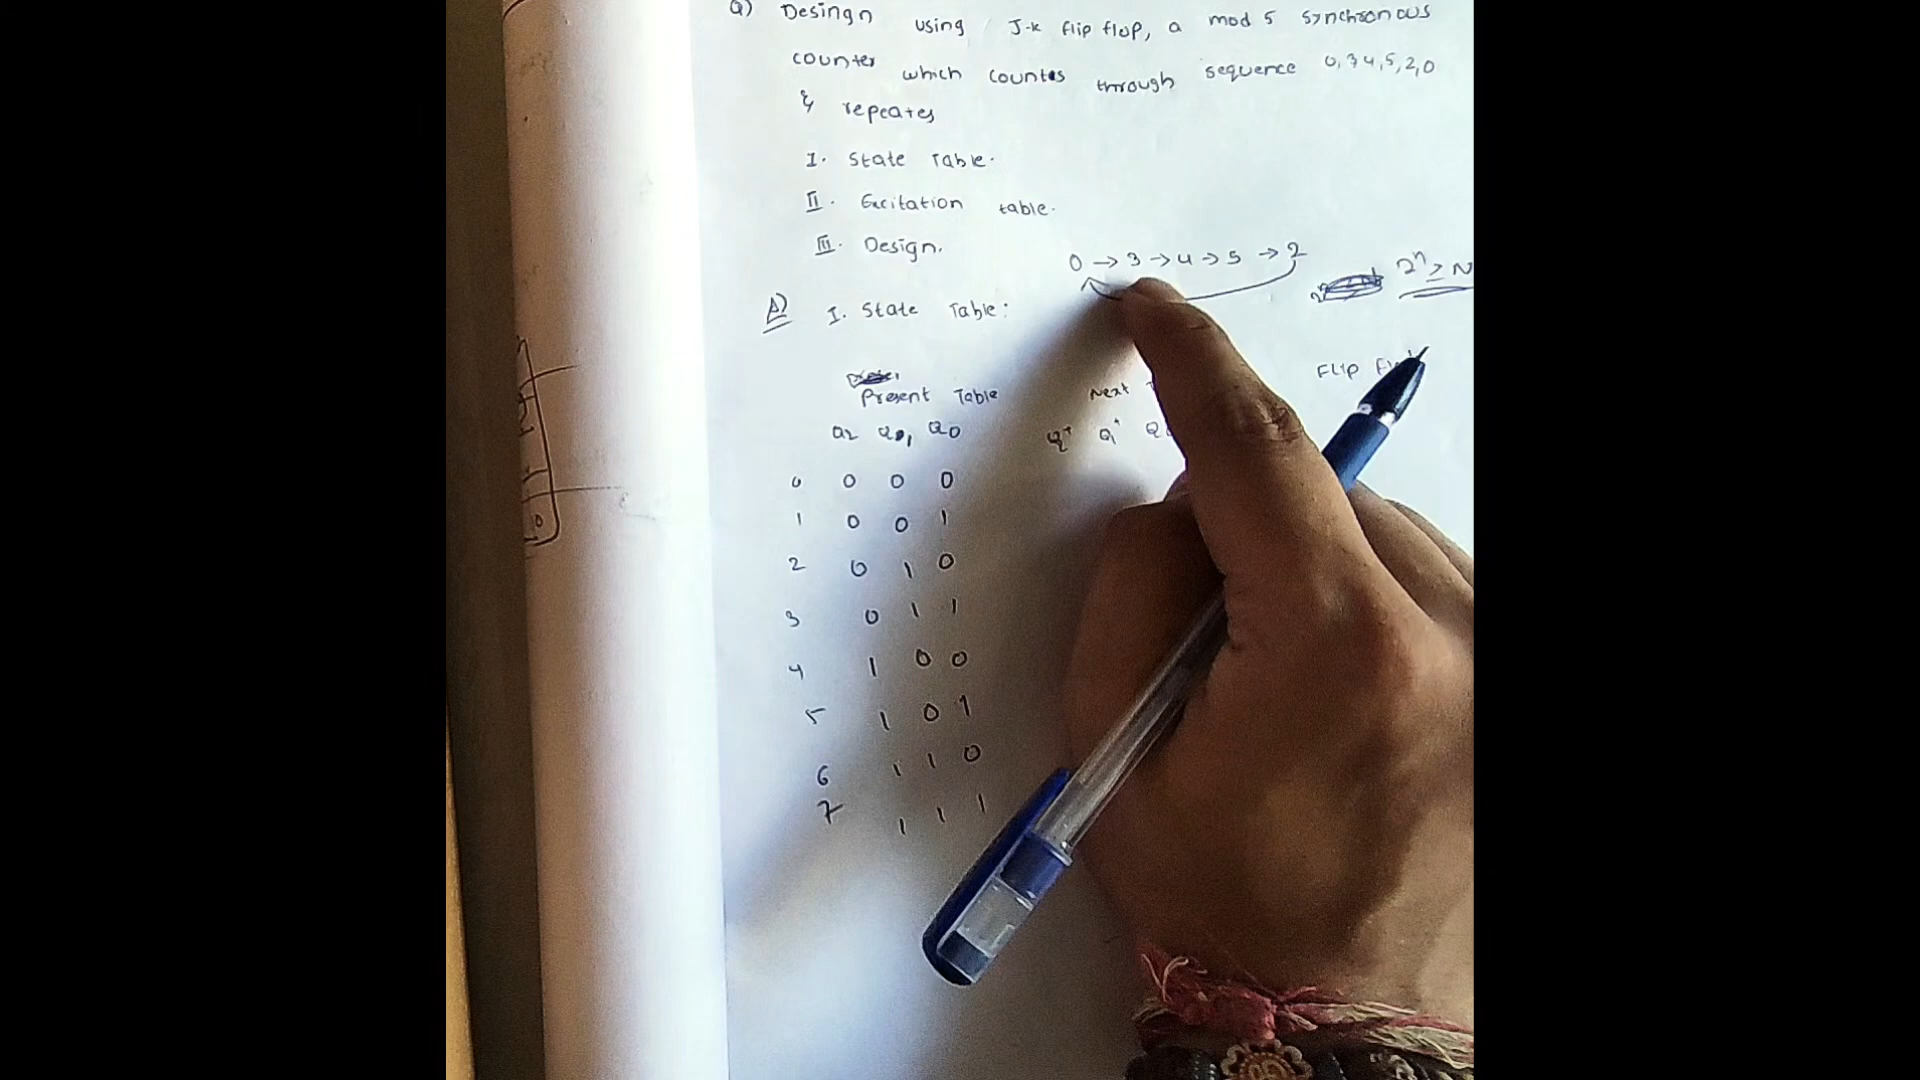 Q) Desingn using J-K flip flop, a mod 5 synchronous
counter which countes through sequence 0,3,4,5,2,0
& repeates
I. State Table.
II. Excitation table.
III. Design.
0 → 3 → 4 → 5 → 2
2ⁿ ≥ N
A) I. State Table:
Present Table Next Flip
Q2 Q1 Q0 Q2⁺ Q1⁺
0 0 0 0
1 0 0 1
2 0 1 0
3 0 1 1
4 1 0 0
5 1 0 1
6 1 1 0
7 1 1 1
10